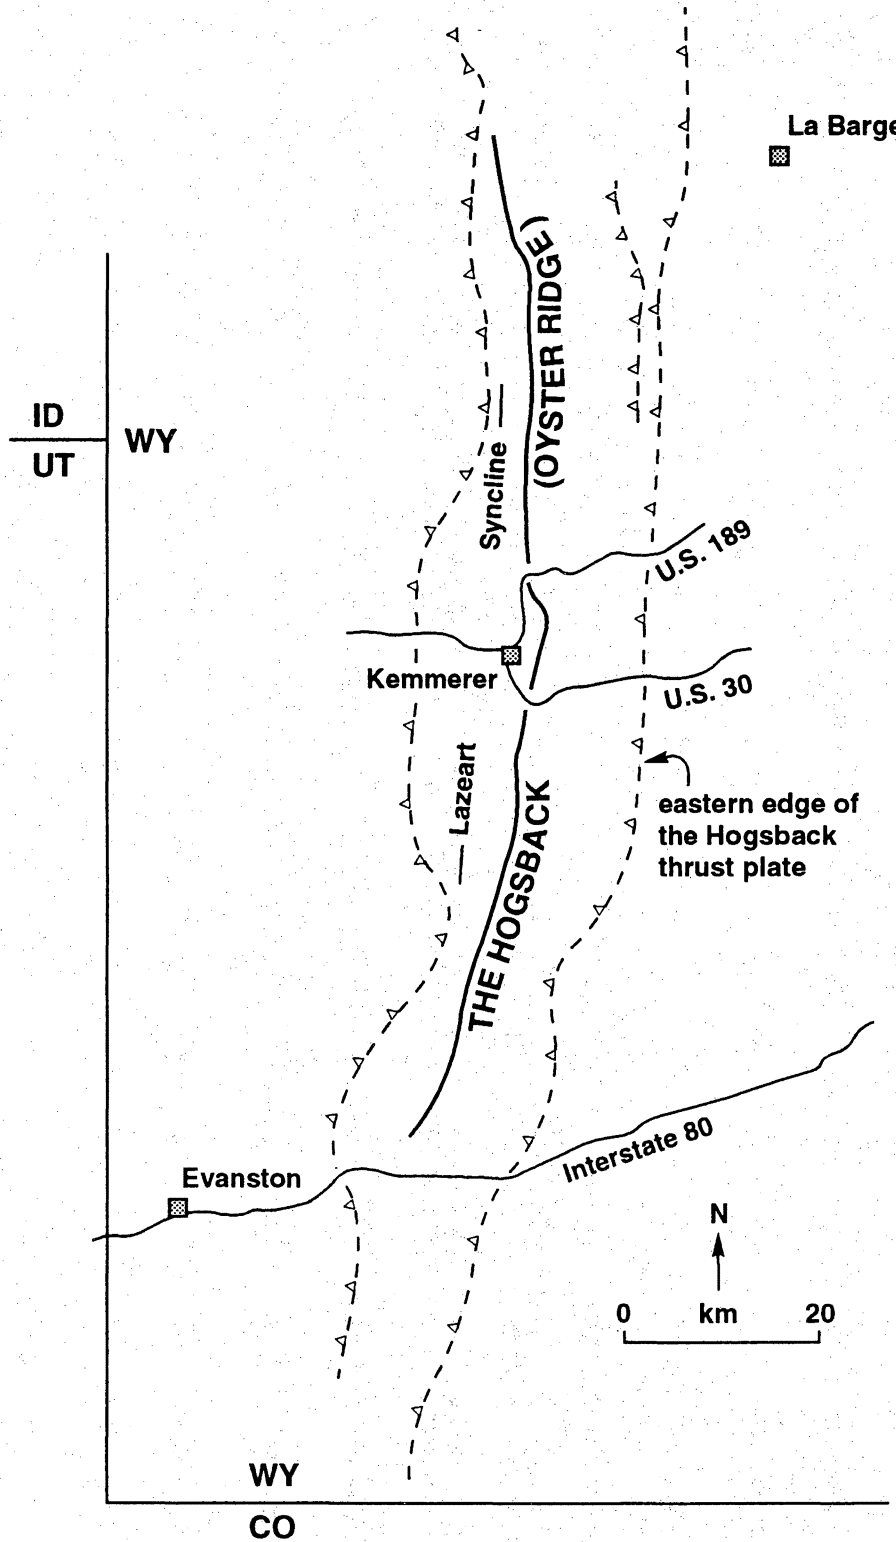 La Barge
(OYSTER RIDGE)
ID
WY
UT
Syncline
U.S. 189
Kemmerer
U.S. 30
Lazeart
eastern edge of
the Hogsback
thrust plate
THE HOGSBACK
Interstate 80
Evanston
N
0 km 20
WY
CO